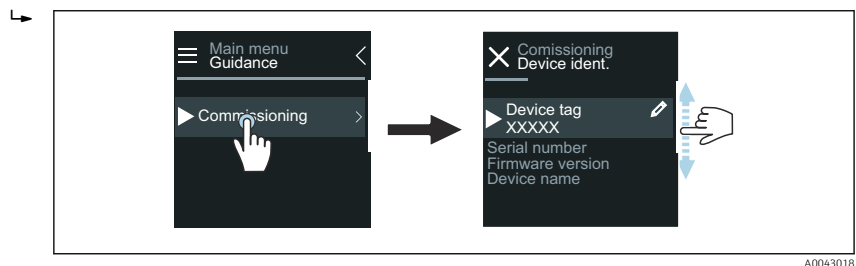 Main menu
Guidance
Commissioning
Comissioning
Device ident.
Device tag
XXXXX
Serial number
Firmware version
Device name
A0043018